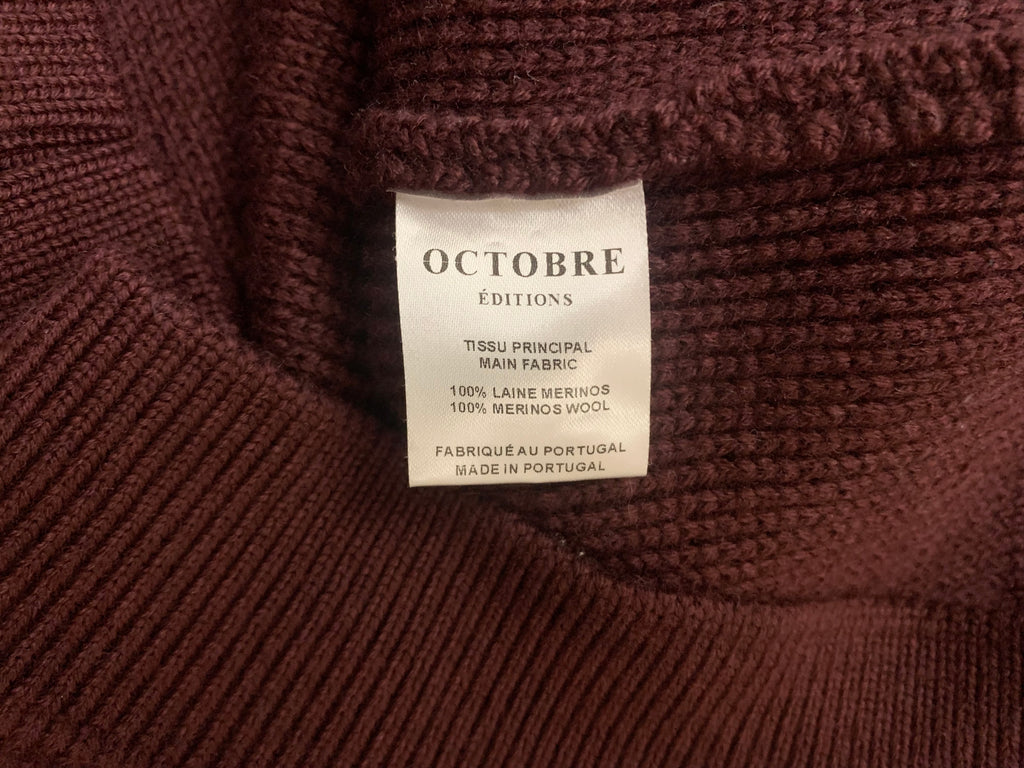 OCTOBRE
ÉDITIONS
TISSU PRINCIPAL
MAIN FABRIC
100% LAINE MERINOS
100% MERINOS WOOL
FABRIQUÉ AU PORTUGAL
MADE IN PORTUGAL